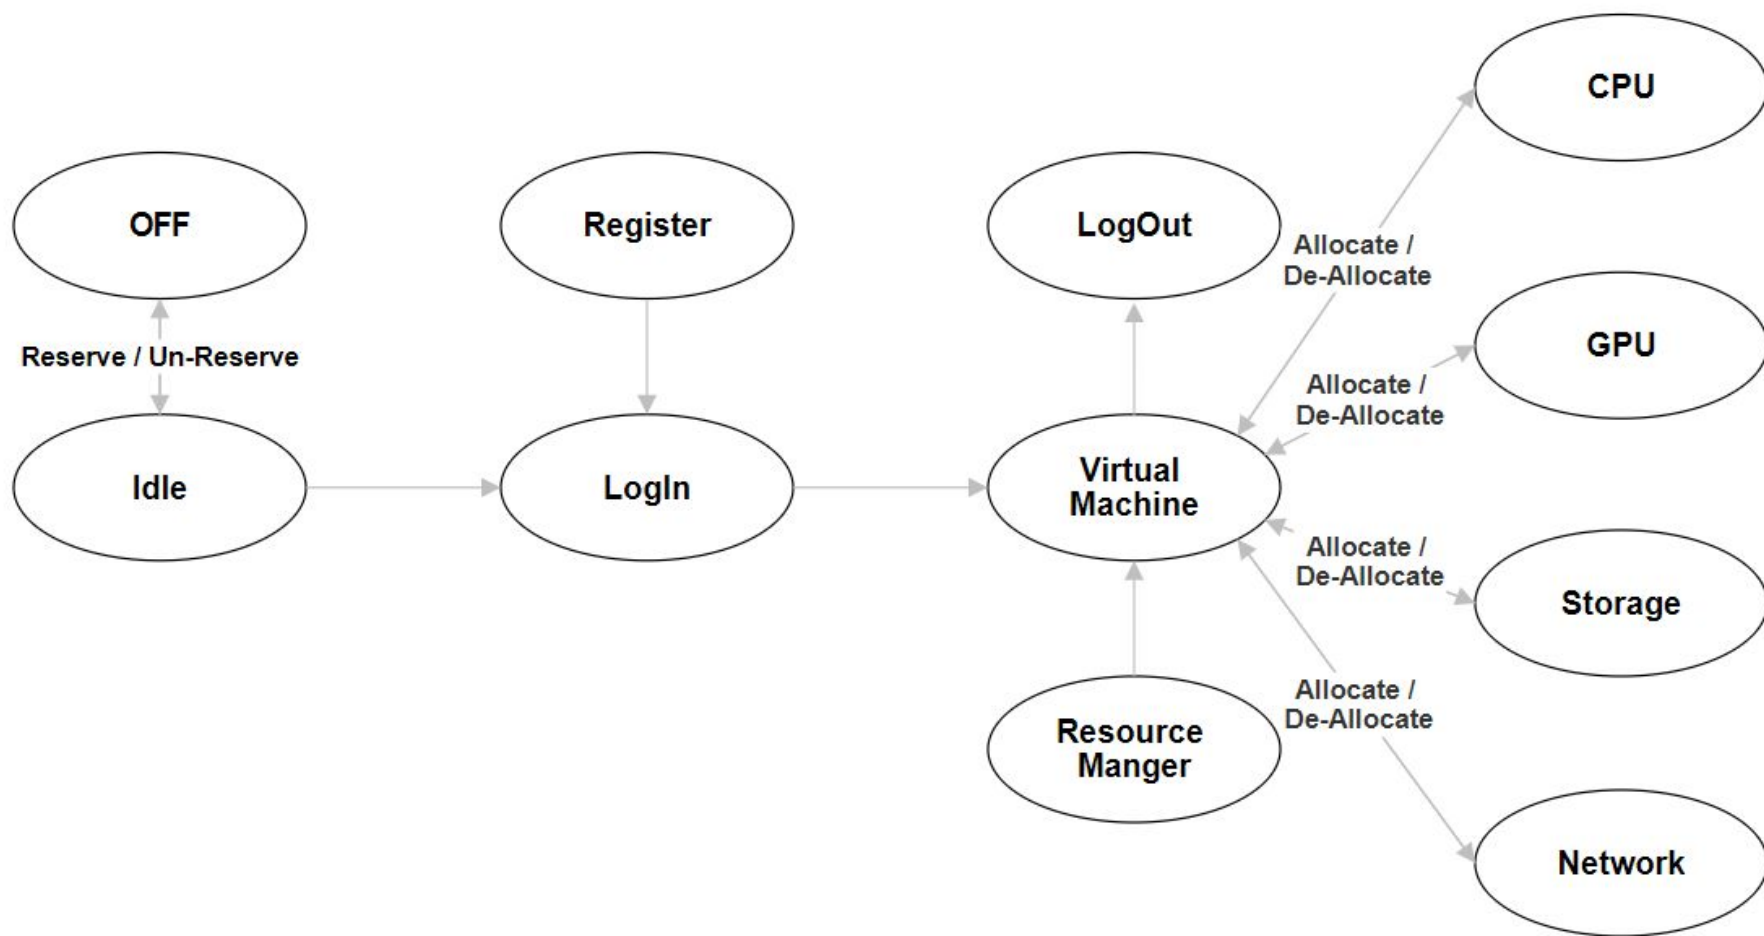 CPU
OFF
Register
LogOut
Allocate /
De-Allocate
Reserve / Un-Reserve
GPU
Allocate /
De-Allocate
Idle
LogIn
Virtual
Machine
Allocate /
De-Allocate
Storage
Allocate /
De-Allocate
Resource
Manger
Network